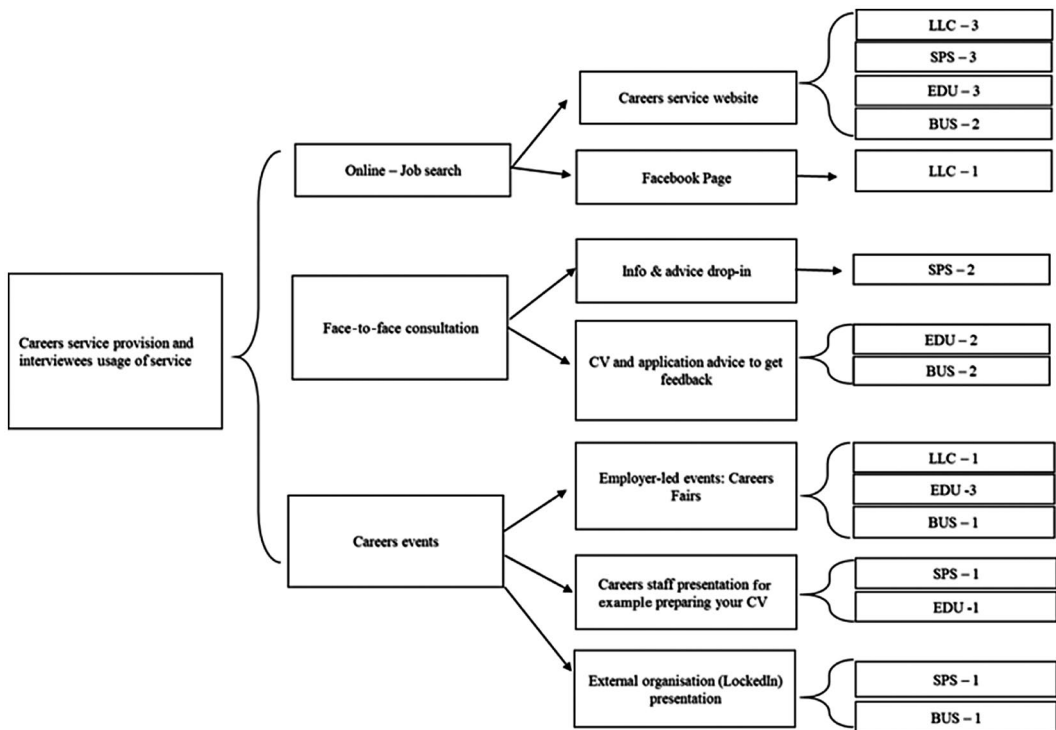 LLC – 3
SPS – 3
Careers service website
EDU – 3
BUS – 2
Online – Job search
Facebook Page
LLC – 1
Info & advice drop-in
SPS – 2
Careers service provision and
interviewees usage of service
Face-to-face consultation
CV and application advice to get
feedback
EDU – 2
BUS – 2
Employer-led events: Careers
Fairs
LLC – 1
EDU -3
BUS – 1
Careers events
Careers staff presentation for
example preparing your CV
SPS – 1
EDU -1
External organisation (LockedIn)
presentation
SPS – 1
BUS – 1